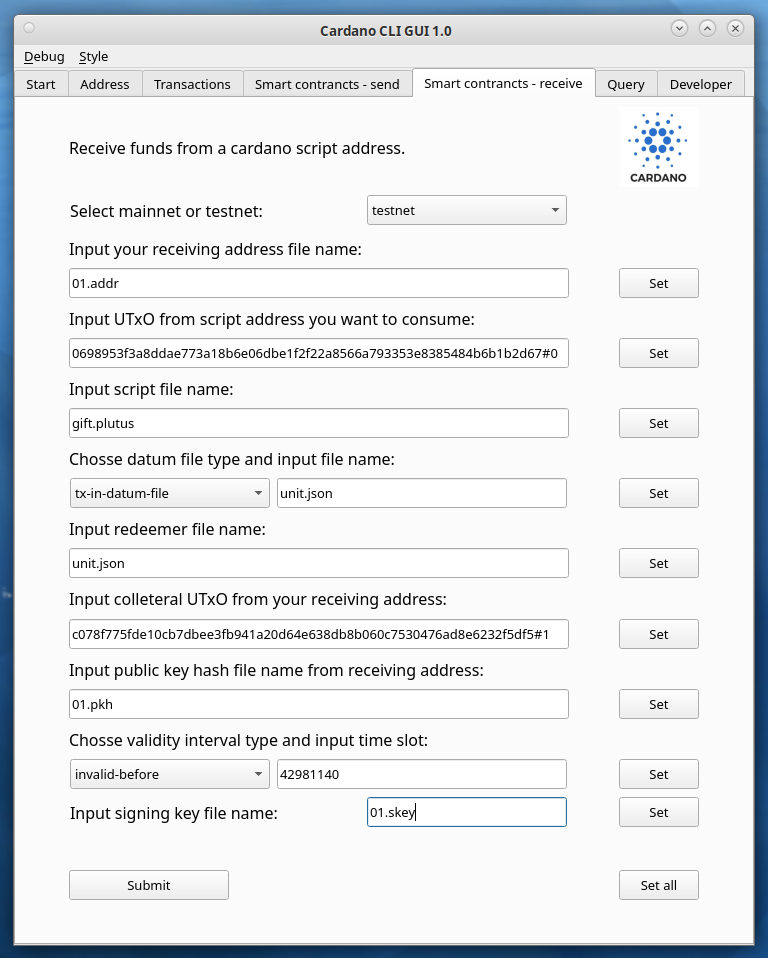 Cardano CLI GUI 1.0
Debug Style
Start Address Transactions Smart contrancts - send Smart contrancts - receive Query Developer
Receive funds from a cardano script address.
CARDANO
Select mainnet or testnet: testnet
Input your receiving address file name:
01.addr Set
Input UTxO from script address you want to consume:
0698953f3a8ddae773a18b6e06dbe1f2f22a8566a793353e8385484b6b1b2d67#0 Set
Input script file name:
gift.plutus Set
Chosse datum file type and input file name:
tx-in-datum-file unit.json Set
Input redeemer file name:
unit.json Set
Input colleteral UTxO from your receiving address:
c078f775fde10cb7dbee3fb941a20d64e638db8b060c7530476ad8e6232f5df5#1 Set
Input public key hash file name from receiving address:
01.pkh Set
Chosse validity interval type and input time slot:
invalid-before 42981140 Set
Input signing key file name: 01.skey Set
Submit Set all